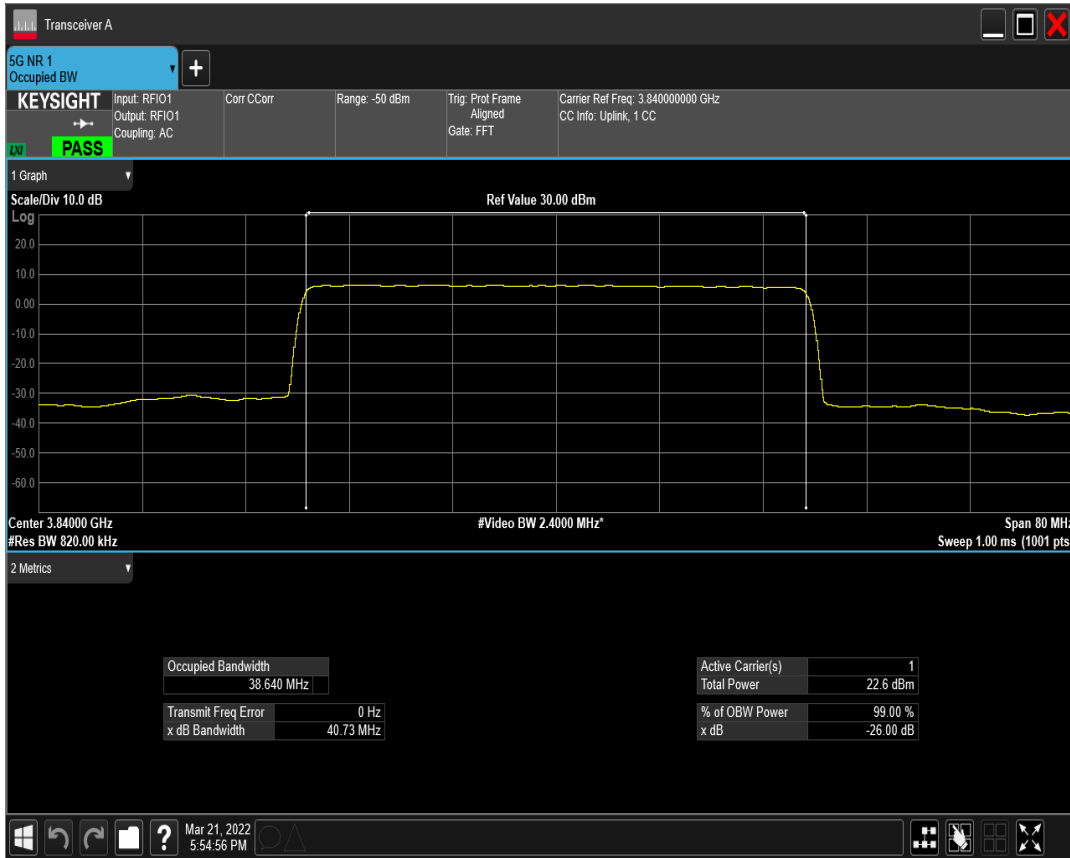 Transceiver A
5G NR 1
Occupied BW
KEYSIGHT
Input: RFIO1
Output: RFIO1
Coupling: AC
Corr CCorr
Range: -50 dBm
Trig: Prot Frame
Aligned
Gate: FFT
Carrier Ref Freq: 3.840000000 GHz
CC Info: Uplink, 1 CC
LXI
PASS
1 Graph
Scale/Div 10.0 dB
Ref Value 30.00 dBm
Log
20.0
10.0
0.00
-10.0
-20.0
-30.0
-40.0
-50.0
-60.0
Center 3.84000 GHz
#Video BW 2.4000 MHz*
Span 80 MHz
#Res BW 820.00 kHz
Sweep 1.00 ms (1001 pts
2 Metrics
Occupied Bandwidth
38.640 MHz
Transmit Freq Error 0 Hz
x dB Bandwidth 40.73 MHz
Active Carrier(s) 1
Total Power 22.6 dBm
% of OBW Power 99.00 %
x dB -26.00 dB
?
Mar 21, 2022
5:54:56 PM